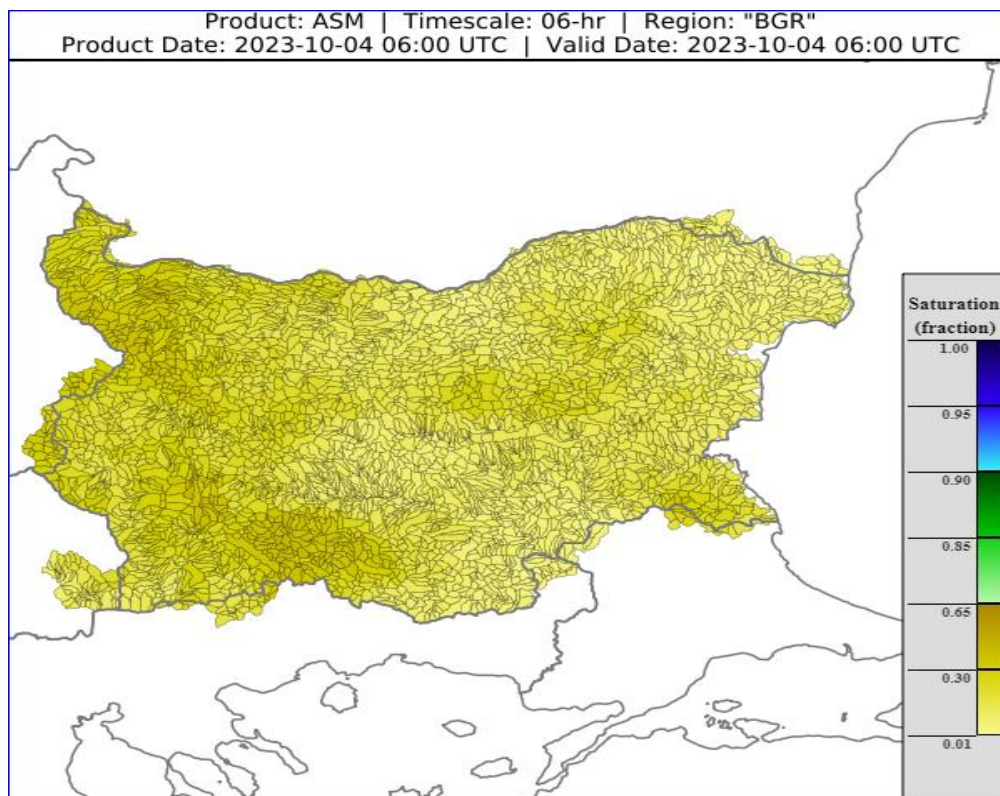 Product: ASM | Timescale: 06-hr | Region: "BGR"
Product Date: 2023-10-04 06:00 UTC | Valid Date: 2023-10-04 06:00 UTC
Saturation
(fraction)
1.00
0.95
0.90
0.85
0.65
0.30
0.01